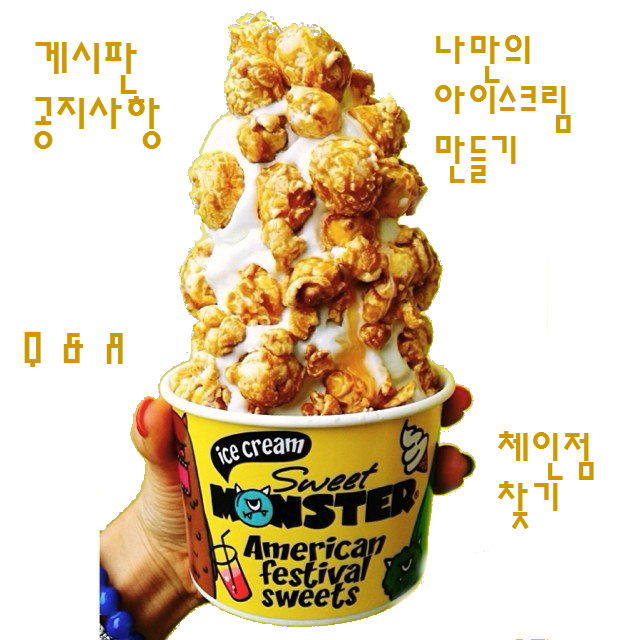 게시판
공지사항
나만의
아이스크림
만들기
Q & A
체인점
찾기
ice cream
Sweet
MONSTER®
American
festival
sweets